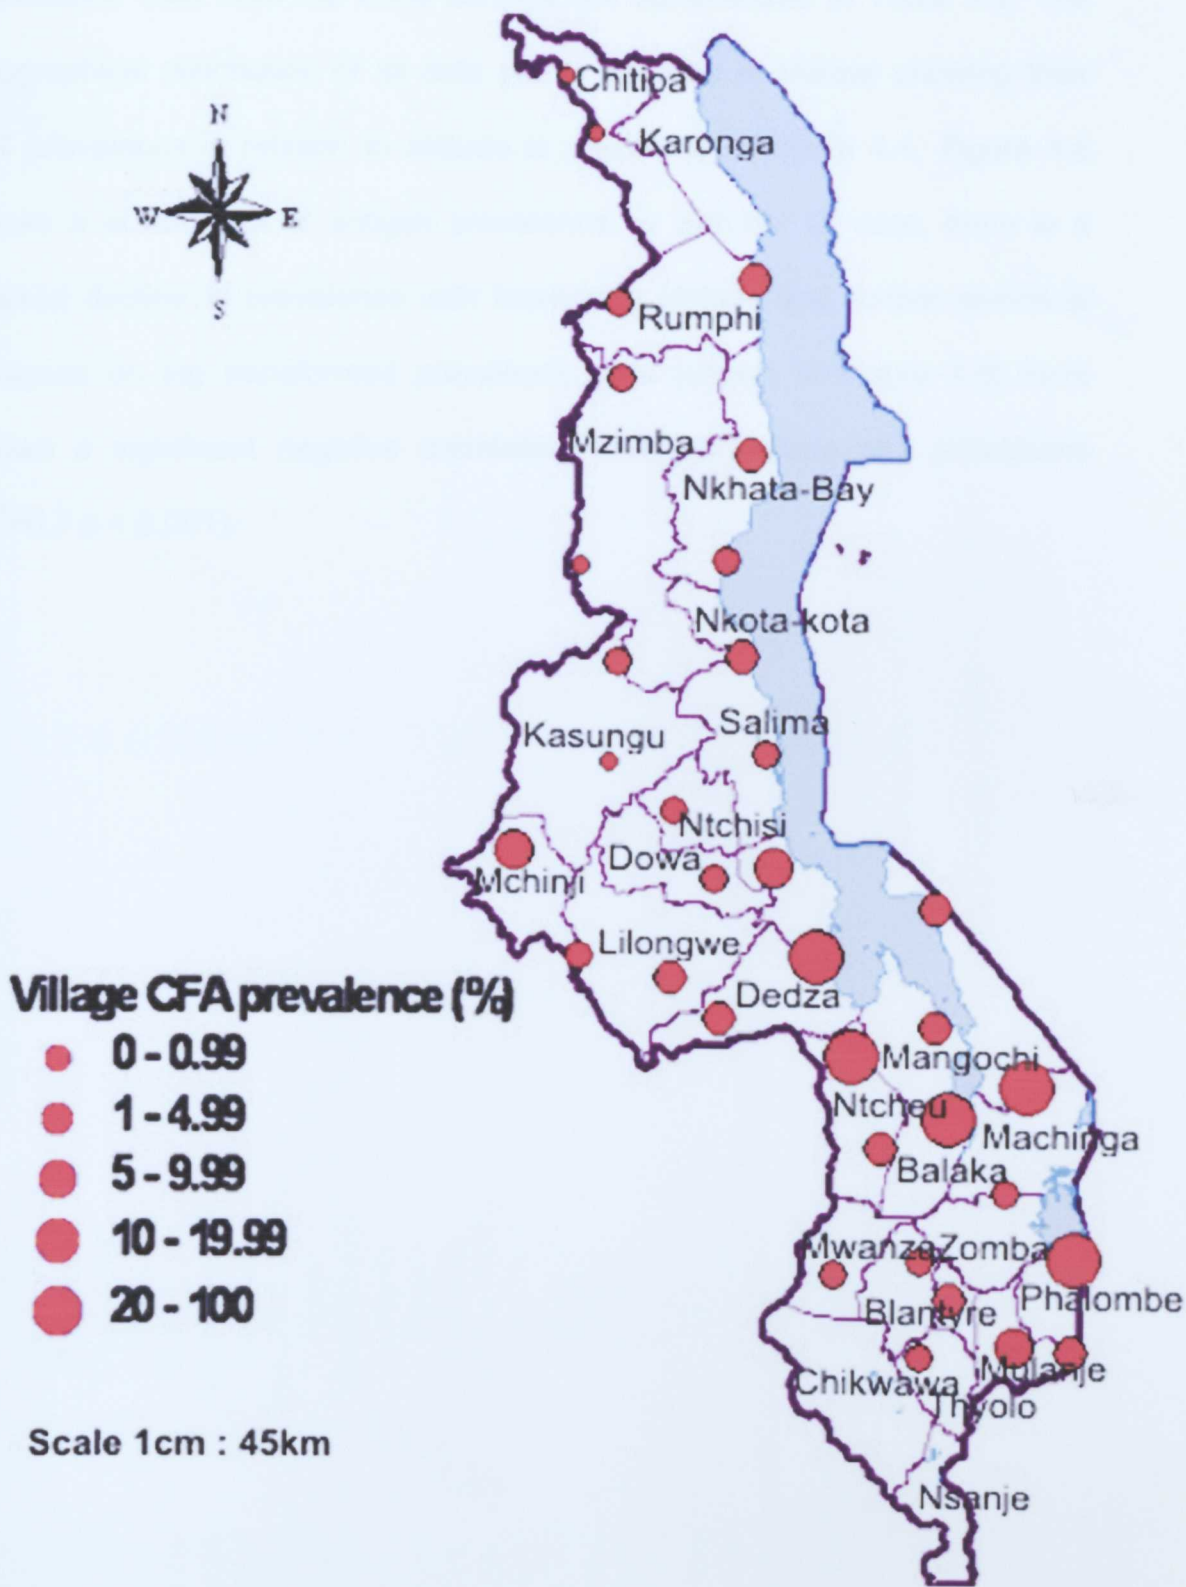 N
W E
S
Chitipa
Karonga
Rumphi
Mzimba
Nkhata-Bay
Nkota-kota
Salima
Kasungu
Ntchisi
Dowa
Mchinji
Lilongwe
Dedza
Village CFA prevalence (%)
0 - 0.99
1 - 4.99
5 - 9.99
10 - 19.99
20 - 100
Mangochi
Ntcheu
Machinga
Balaka
Mwanza Zomba
Phalombe
Blantyre
Mulanje
Chikwawa
Thyolo
Nsanje
Scale 1cm : 45km